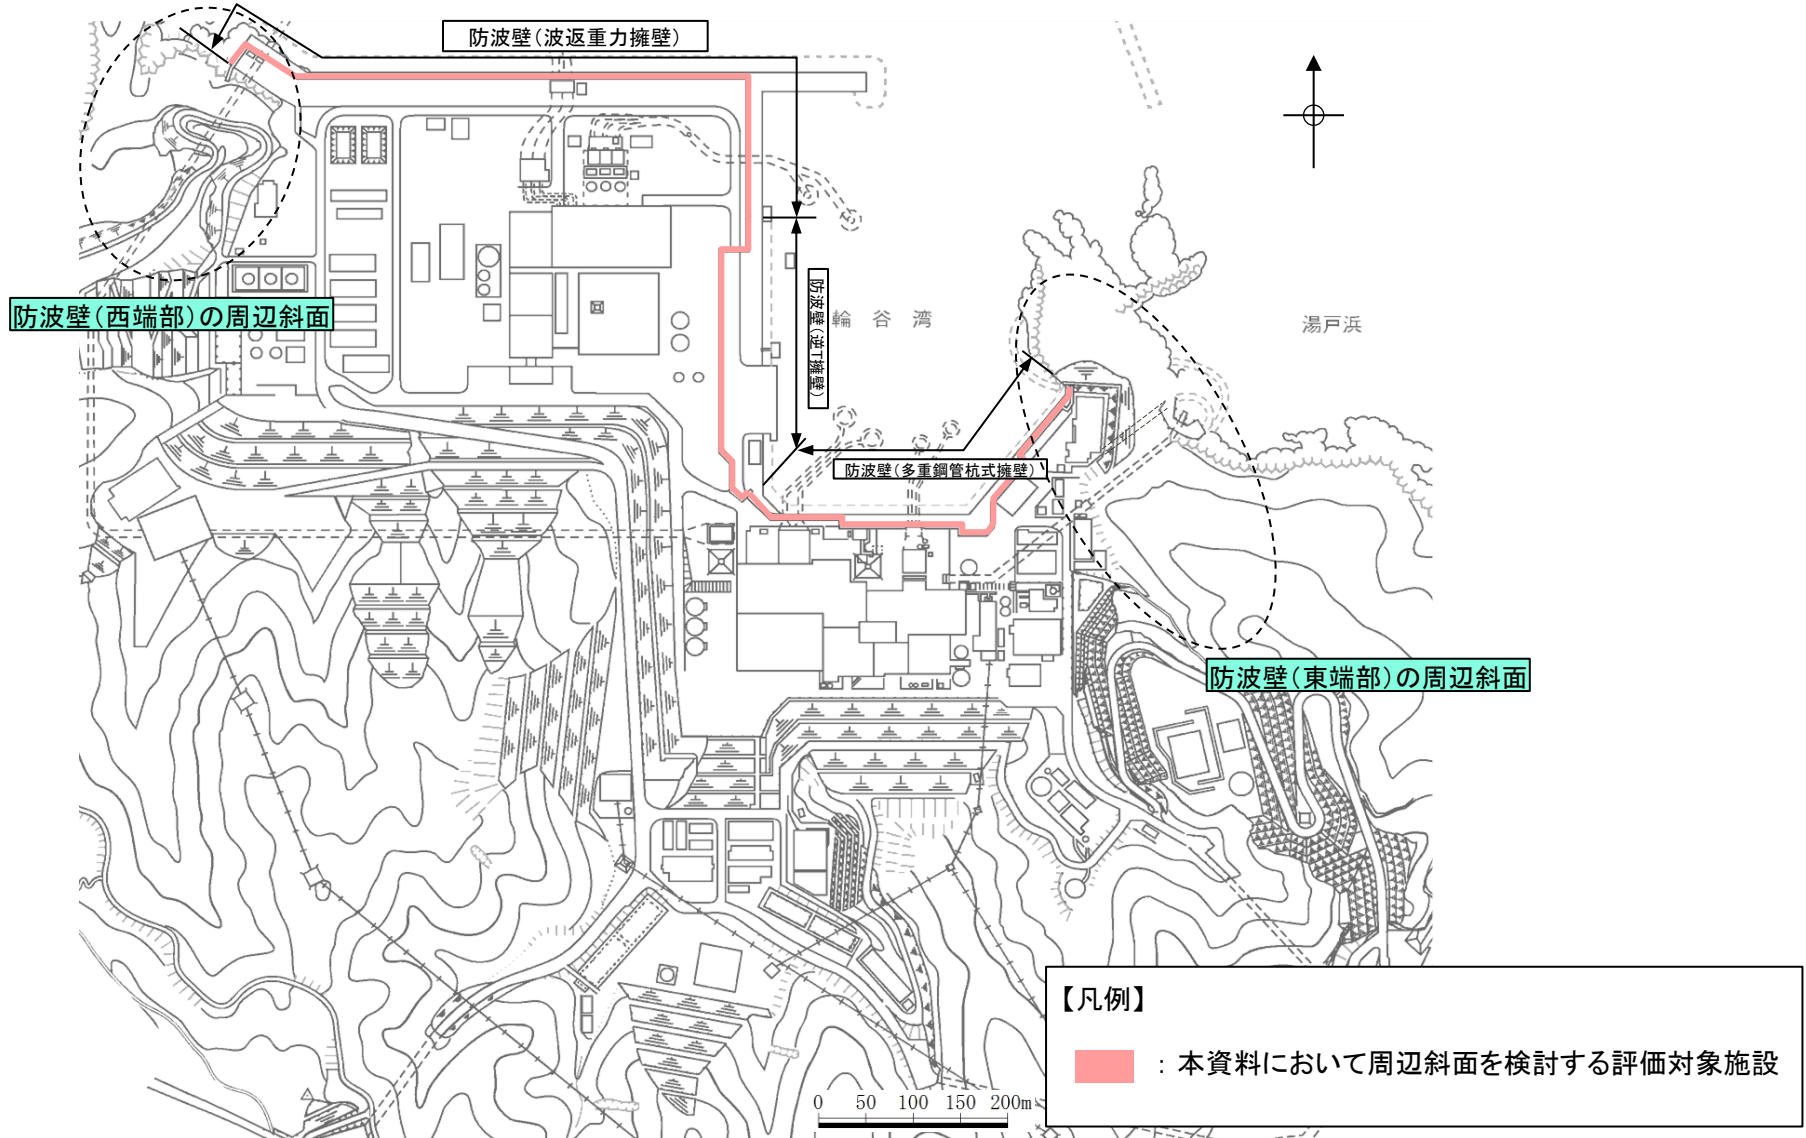 防波壁(波返重力擁壁)
防波壁(西端部)の周辺斜面
防波壁(逆T擁壁)
輪谷湾
湯戸浜
防波壁(多重鋼管杭式擁壁)
防波壁(東端部)の周辺斜面
【凡例】
:本資料において周辺斜面を検討する評価対象施設
0 50 100 150 200m